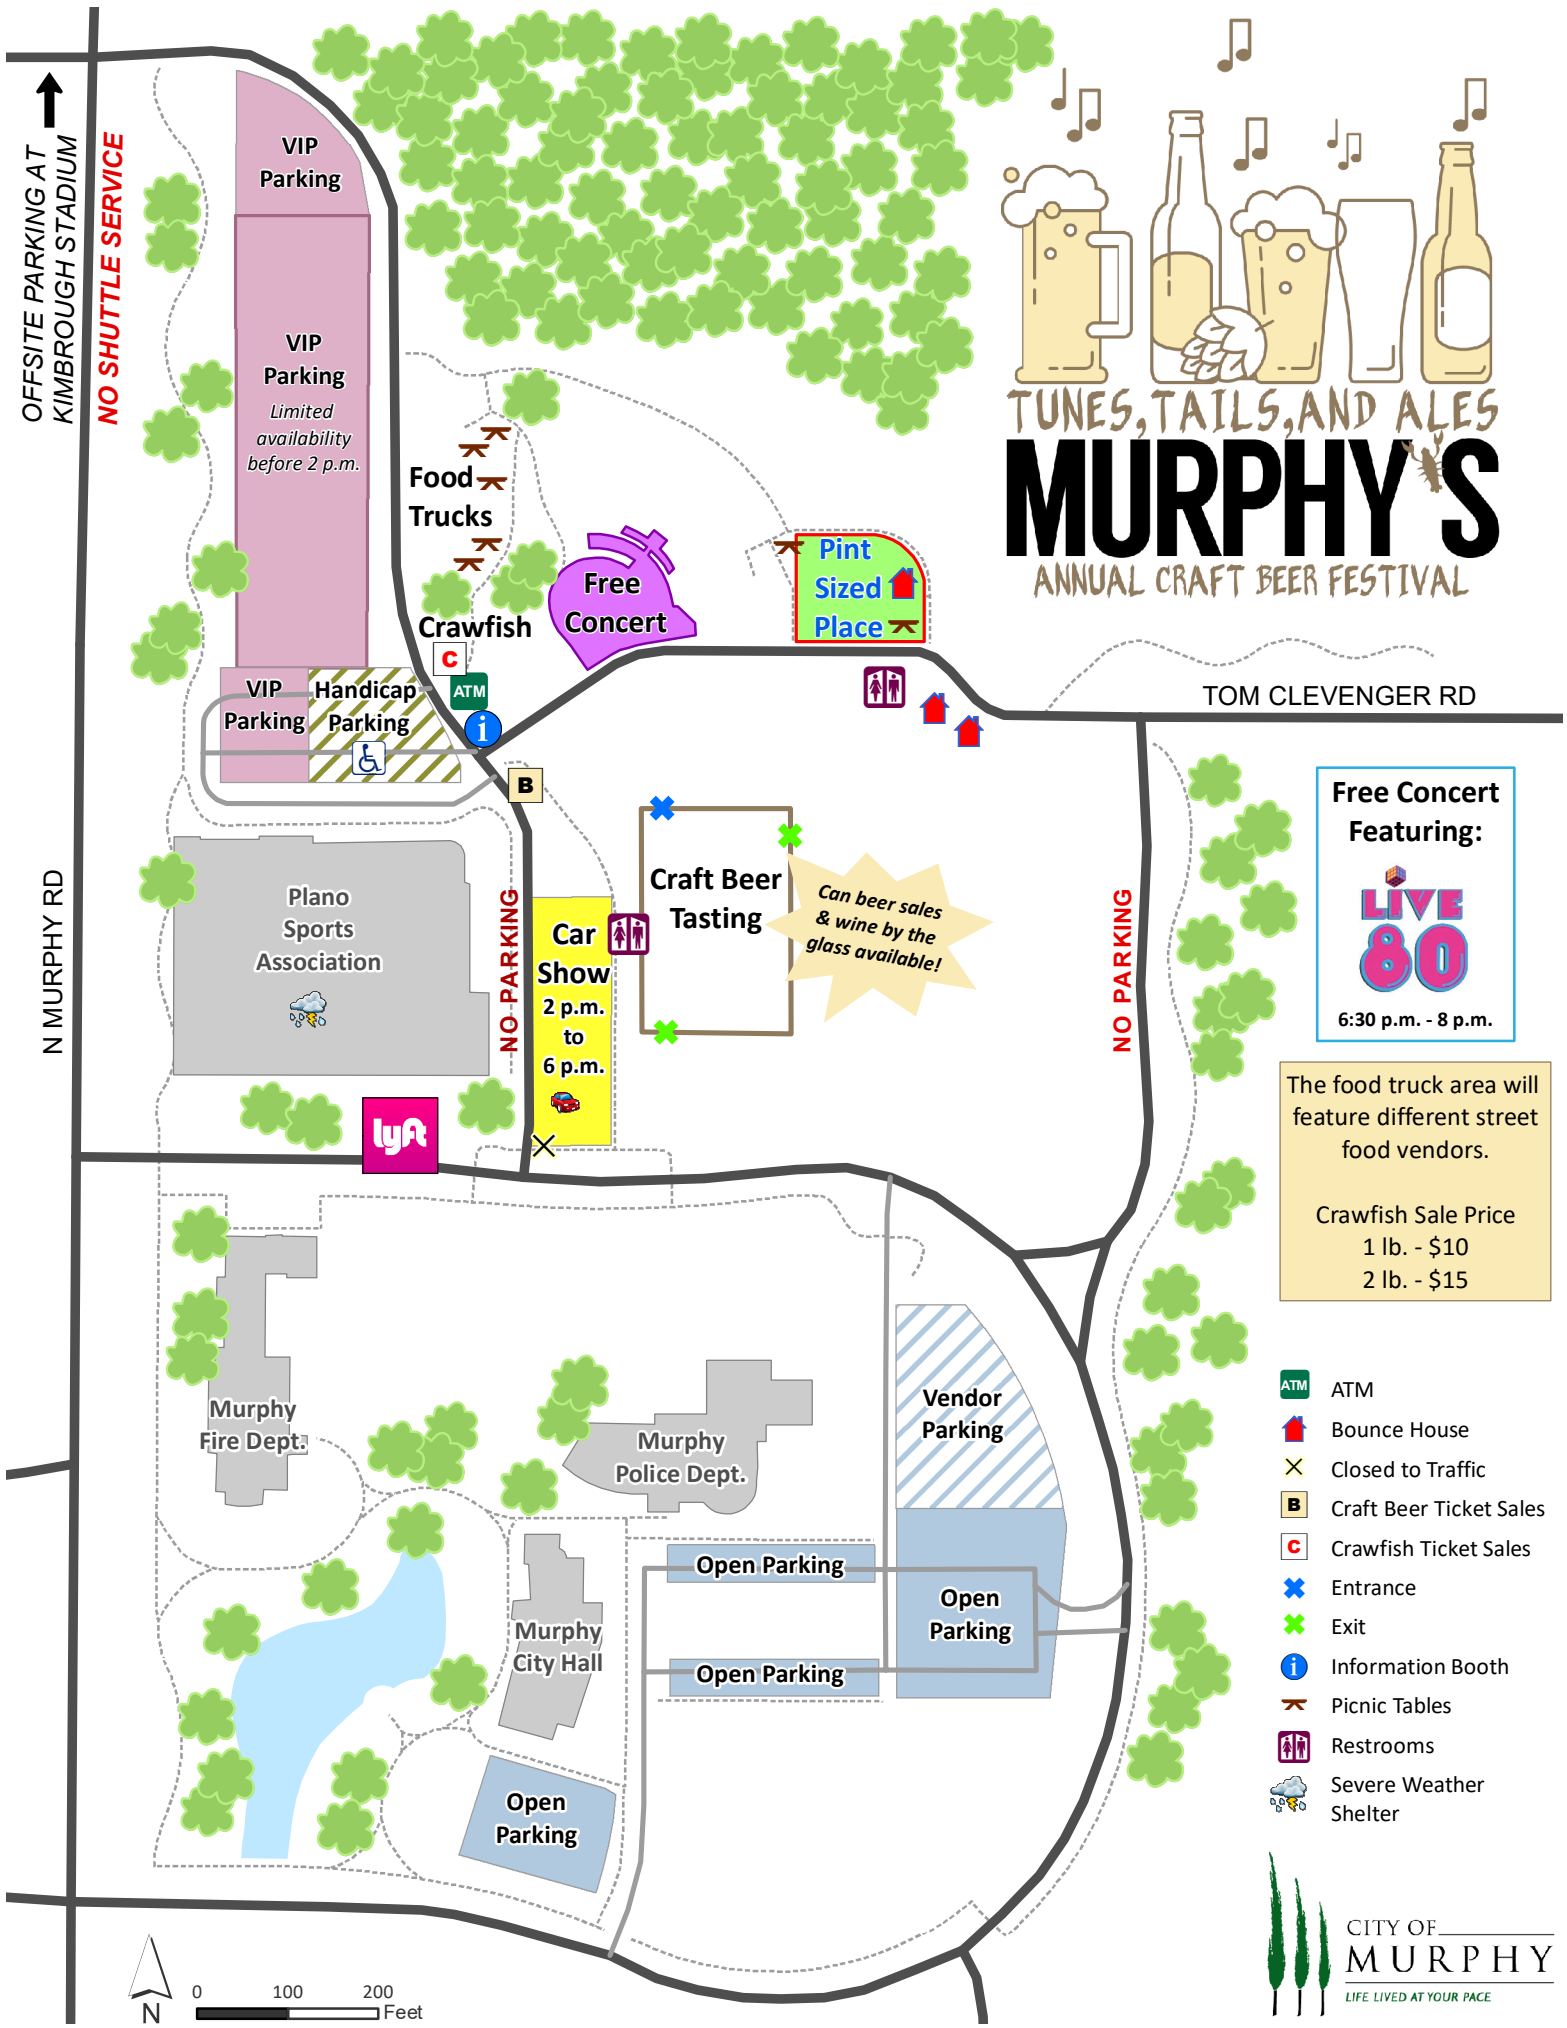 OFFSITE PARKING AT
KIMBROUGH STADIUM
NO SHUTTLE SERVICE
VIP
Parking
VIP
Parking
Limited
availability
before 2 p.m.
TUNES, TAILS, AND ALES
MURPHY'S
ANNUAL CRAFT BEER FESTIVAL
Food
Trucks
Free
Concert
Pint
Sized
Place
Crawfish
C
ATM
i
VIP
Parking
Handicap
Parking
TOM CLEVENGER RD
B
N MURPHY RD
Plano
Sports
Association
NO PARKING
Car
Show
2 p.m.
to
6 p.m.
Craft Beer
Tasting
Can beer sales
& wine by the
glass available!
NO PARKING
Free Concert
Featuring:
LIVE
80
6:30 p.m. - 8 p.m.
The food truck area will
feature different street
food vendors.
Crawfish Sale Price
1 lb. - $10
2 lb. - $15
lyft
Murphy
Fire Dept.
Murphy
Police Dept.
Vendor
Parking
Open Parking
Open
Parking
Murphy
City Hall
Open Parking
Open
Parking
ATM ATM
Bounce House
Closed to Traffic
B Craft Beer Ticket Sales
C Crawfish Ticket Sales
Entrance
Exit
i Information Booth
Picnic Tables
Restrooms
Severe Weather
Shelter
N
0 100 200
Feet
CITY OF
MURPHY
LIFE LIVED AT YOUR PACE